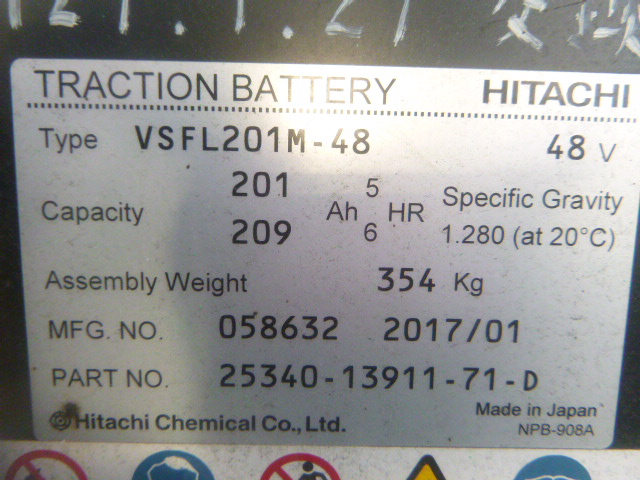 TRACTION BATTERY HITACHI
Type VSFL201M-48 48 V
Capacity 201 209 Ah 5 6 HR
Specific Gravity
1.280 (at 20°C)
Assembly Weight 354 Kg
MFG. NO. 058632 2017/01
PART NO. 25340-13911-71-D
@Hitachi Chemical Co., Ltd.
Made in Japan
NPB-908A